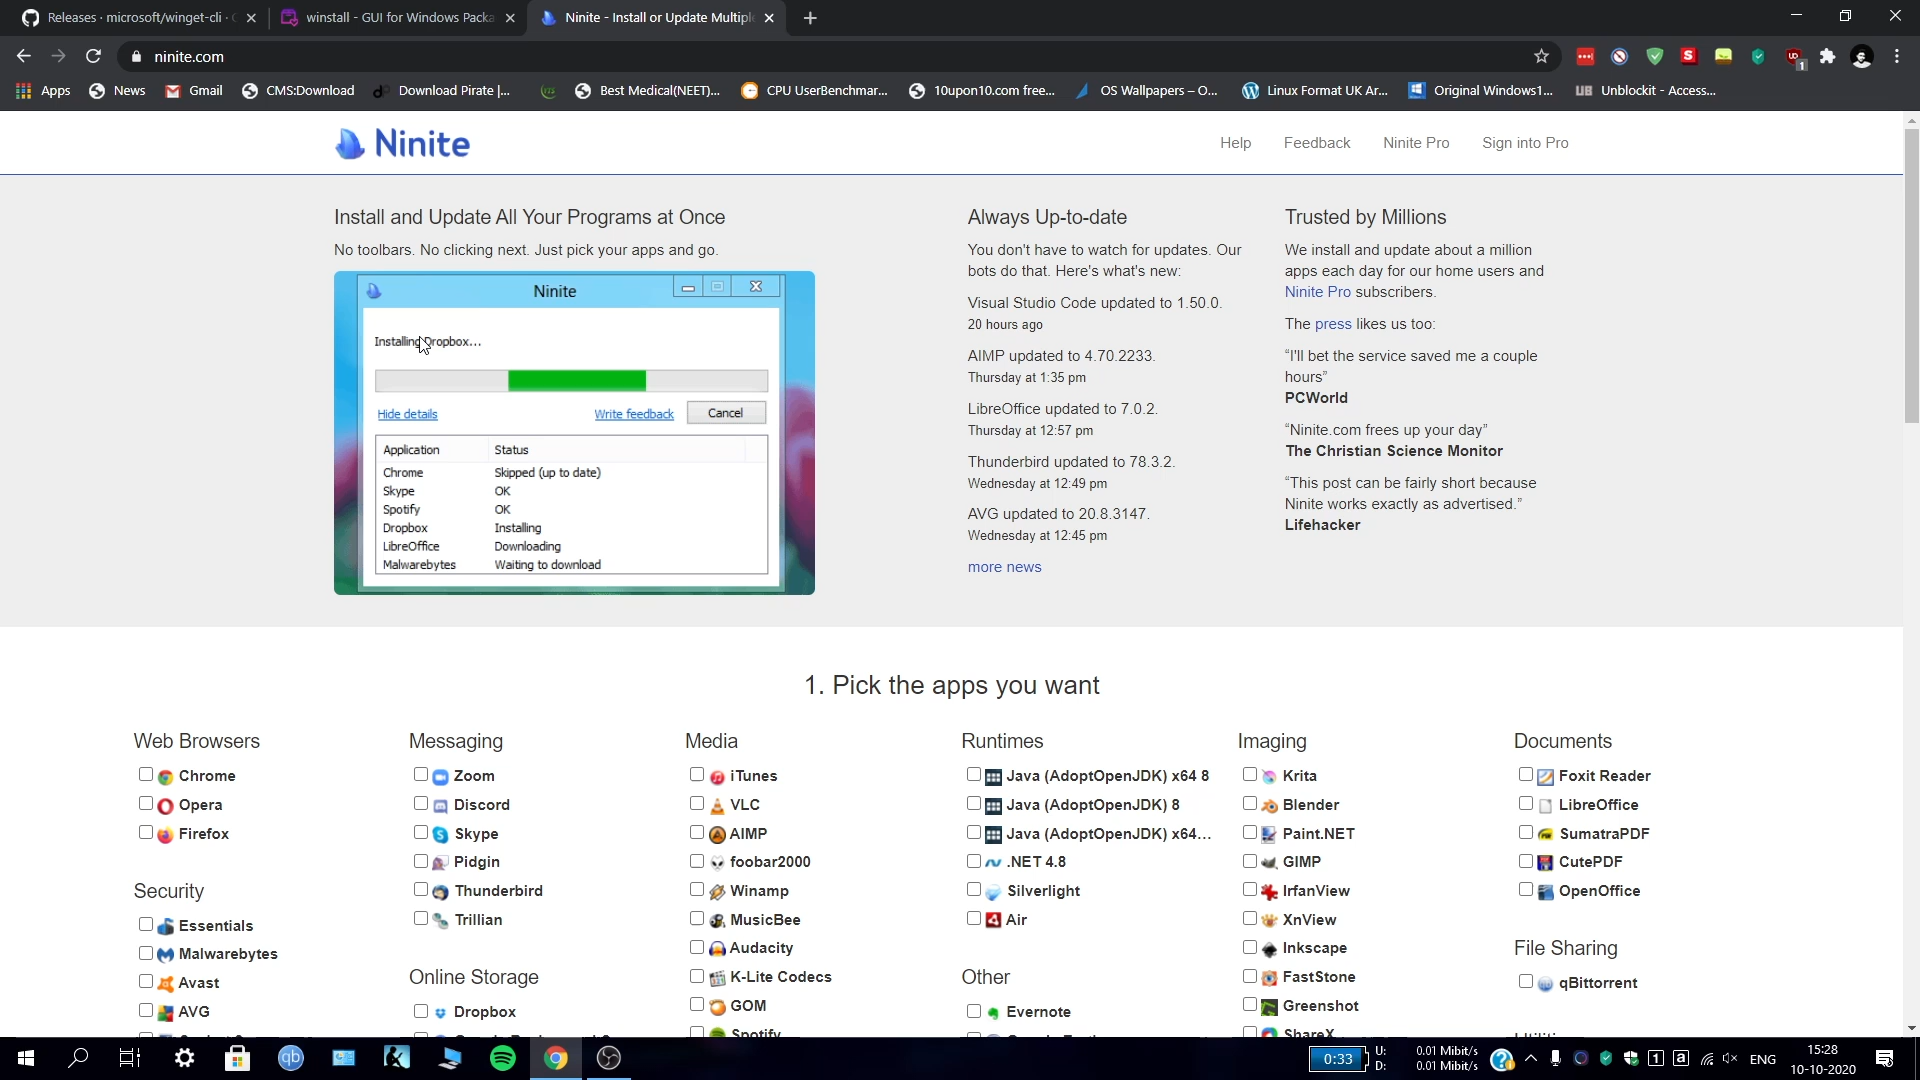 Releases · microsoft/winget-cli ·
winstall - GUI for Windows Packa
Ninite - Install or Update Multipl
ninite.com
Apps
News
Gmail
CMS:Download
Download Pirate |...
Best Medical(NEET)...
CPU UserBenchmar...
10upon10.com free...
OS Wallpapers – O...
Linux Format UK Ar...
Original Windows1...
Unblockit - Access...
Ninite
Help
Feedback
Ninite Pro
Sign into Pro
Install and Update All Your Programs at Once
No toolbars. No clicking next. Just pick your apps and go.
Ninite
Installing Dropbox...
Hide details
Write feedback
Cancel
Application Status
Chrome Skipped (up to date)
Skype OK
Spotify OK
Dropbox Installing
LibreOffice Downloading
Malwarebytes Waiting to download
Always Up-to-date
You don't have to watch for updates. Our
bots do that. Here's what's new:
Visual Studio Code updated to 1.50.0.
20 hours ago
AIMP updated to 4.70.2233.
Thursday at 1:35 pm
LibreOffice updated to 7.0.2.
Thursday at 12:57 pm
Thunderbird updated to 78.3.2.
Wednesday at 12:49 pm
AVG updated to 20.8.3147.
Wednesday at 12:45 pm
more news
Trusted by Millions
We install and update about a million
apps each day for our home users and
Ninite Pro subscribers.
The press likes us too:
“I'll bet the service saved me a couple
hours”
PCWorld
“Ninite.com frees up your day”
The Christian Science Monitor
“This post can be fairly short because
Ninite works exactly as advertised.”
Lifehacker
1. Pick the apps you want
Web Browsers
Chrome
Opera
Firefox
Security
Essentials
Malwarebytes
Avast
AVG
Messaging
Zoom
Discord
Skype
Pidgin
Thunderbird
Trillian
Online Storage
Dropbox
Media
iTunes
VLC
AIMP
foobar2000
Winamp
MusicBee
Audacity
K-Lite Codecs
GOM
Spotify
Runtimes
Java (AdoptOpenJDK) x64 8
Java (AdoptOpenJDK) 8
Java (AdoptOpenJDK) x64...
.NET 4.8
Silverlight
Air
Other
Evernote
Imaging
Krita
Blender
Paint.NET
GIMP
IrfanView
XnView
Inkscape
FastStone
Greenshot
ShareX
Documents
Foxit Reader
LibreOffice
SumatraPDF
CutePDF
OpenOffice
File Sharing
qBittorrent
0:33
U: 0.01 Mibit/s
D: 0.01 Mibit/s
ENG
15:28
10-10-2020